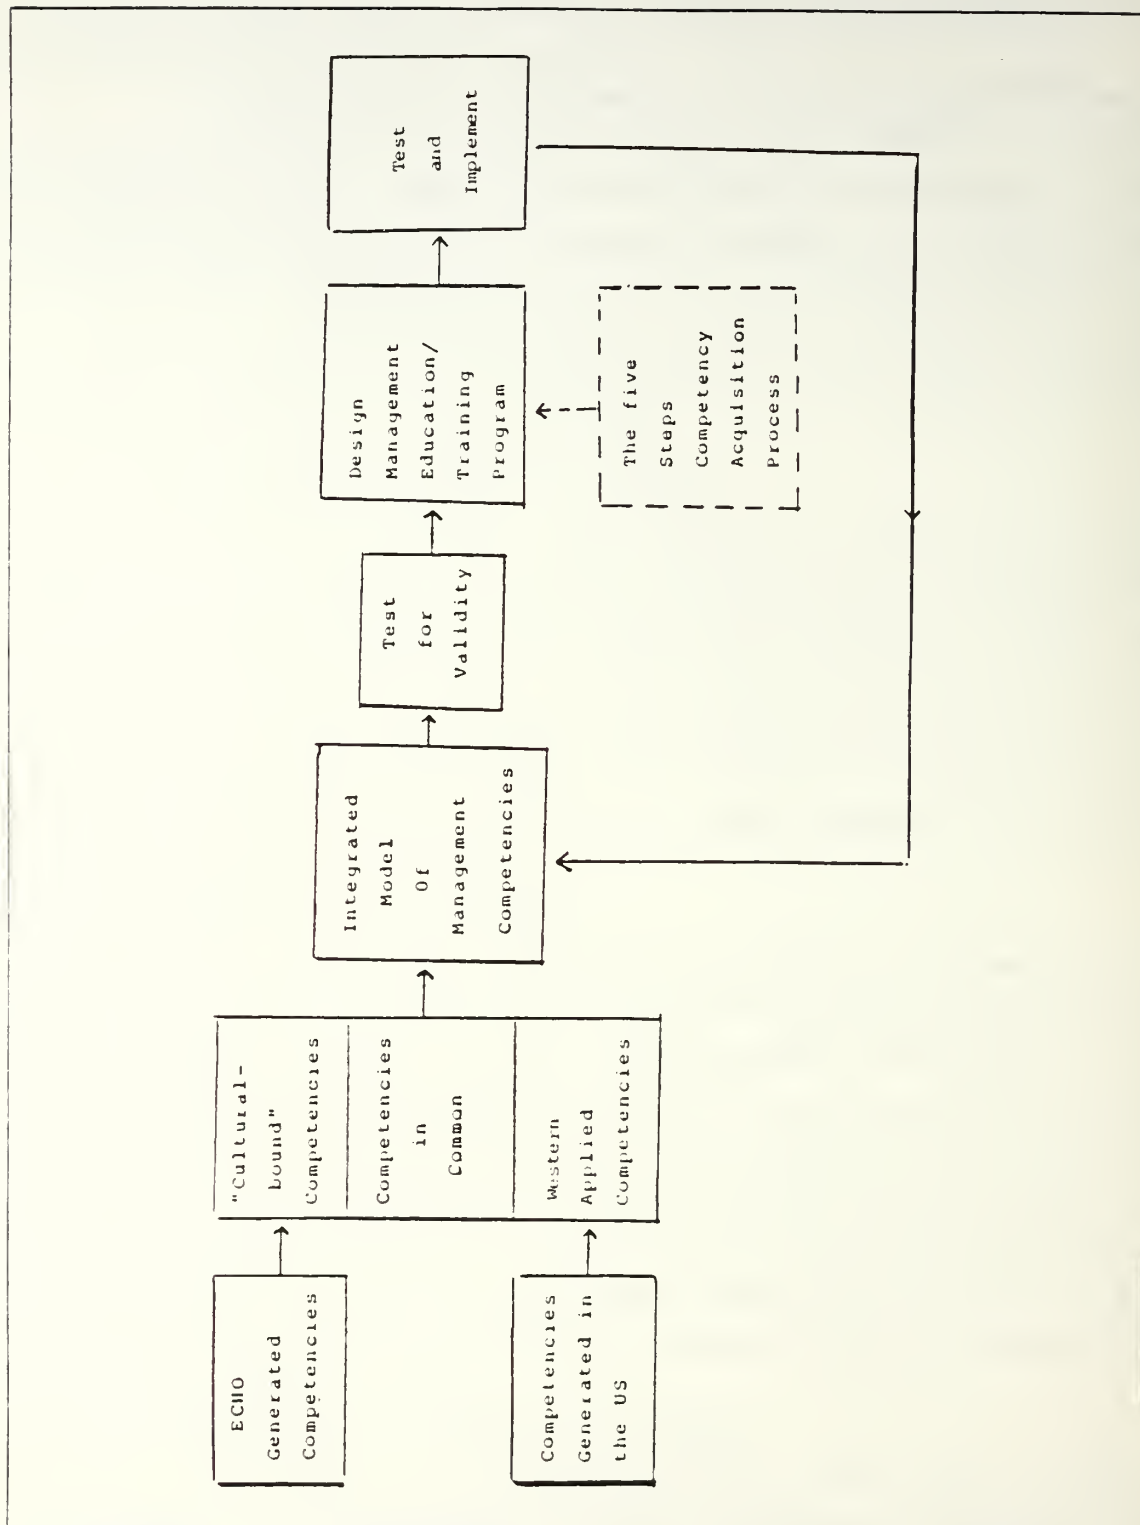 ECHO
Generated
Competencies
Competencies
Generated in
the US
"Cultural-
bound"
Competencies
Competencies
in
Common
Western
Applied
Competencies
Integrated
Model
Of
Management
Competencies
Test
for
Validity
Design
Management
Education/
Training
Program
The five
Steps
Competency
Acquisition
Process
Test
and
Implement